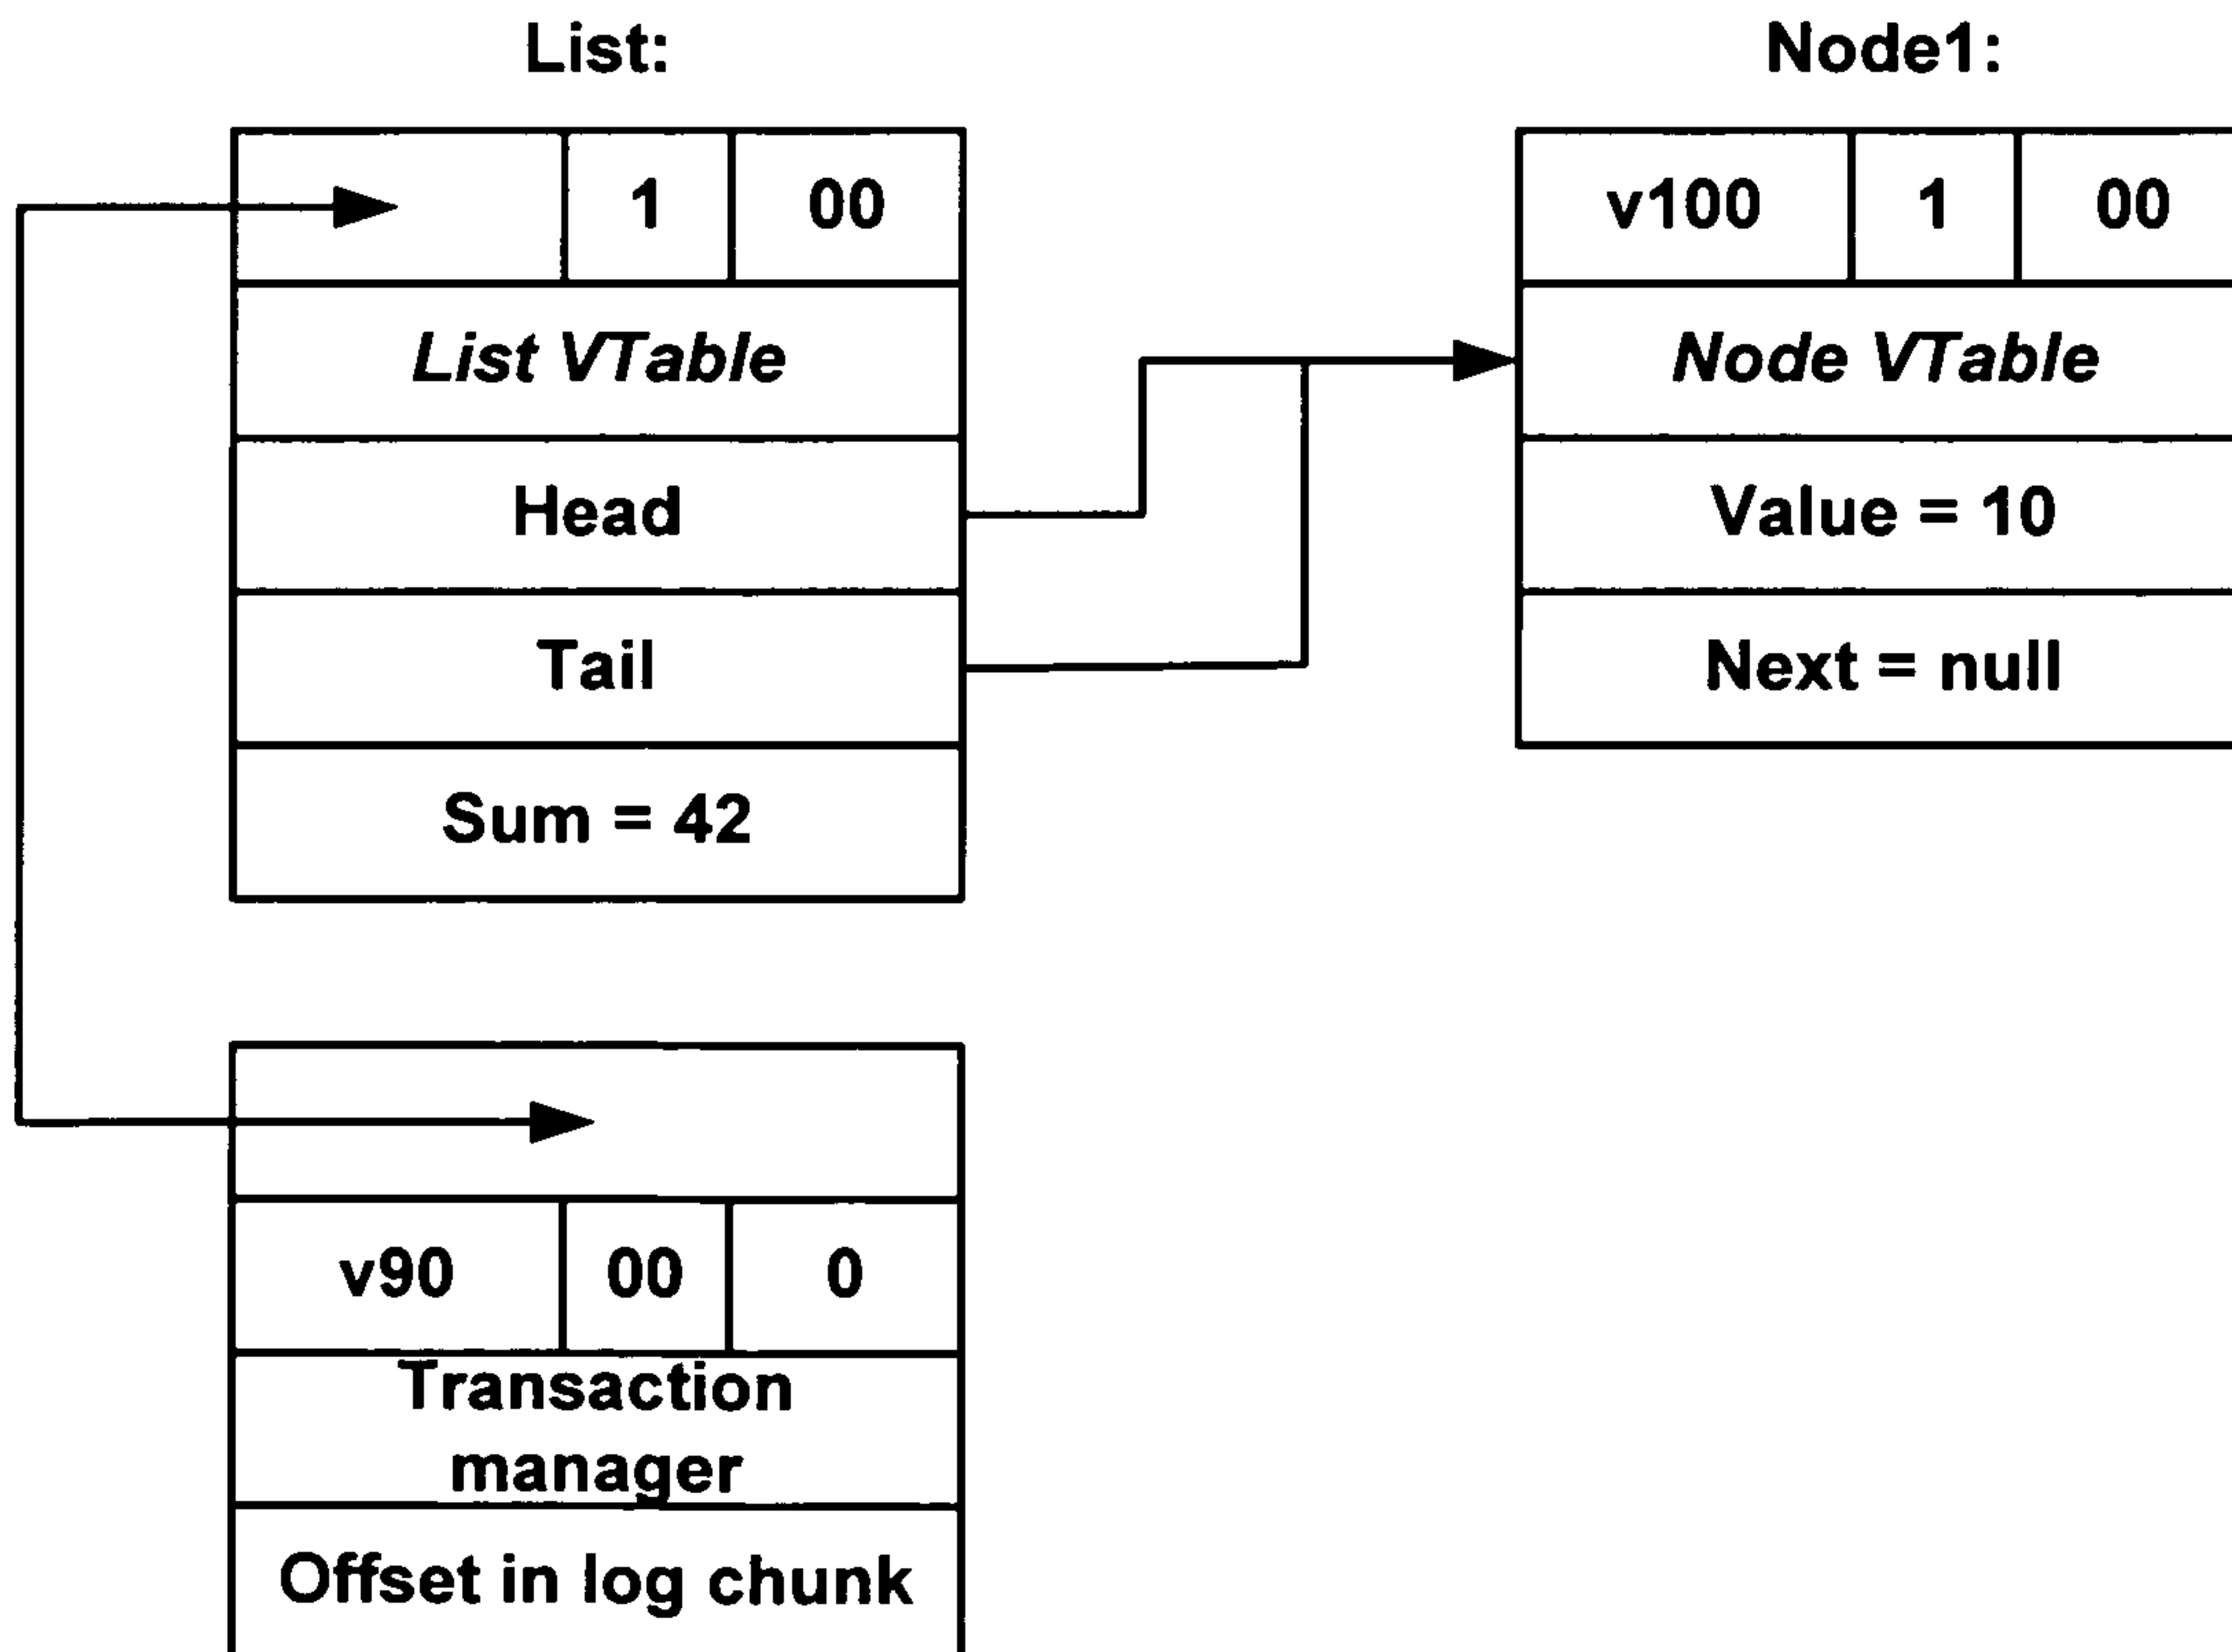 List:
1 00
List VTable
Head
Tail
Sum = 42
Node1:
v100 1 00
Node VTable
Value = 10
Next = null
v90 00 0
Transaction
manager
Offset in log chunk